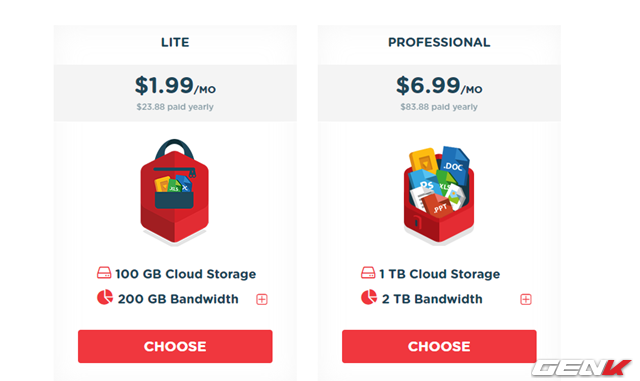 LITE
$1.99/MO
$23.88 paid yearly
100 GB Cloud Storage
200 GB Bandwidth
CHOOSE
PROFESSIONAL
$6.99/MO
$83.88 paid yearly
.DOC
PS
XLS
.PPT
1 TB Cloud Storage
2 TB Bandwidth
CHOOSE
GENK